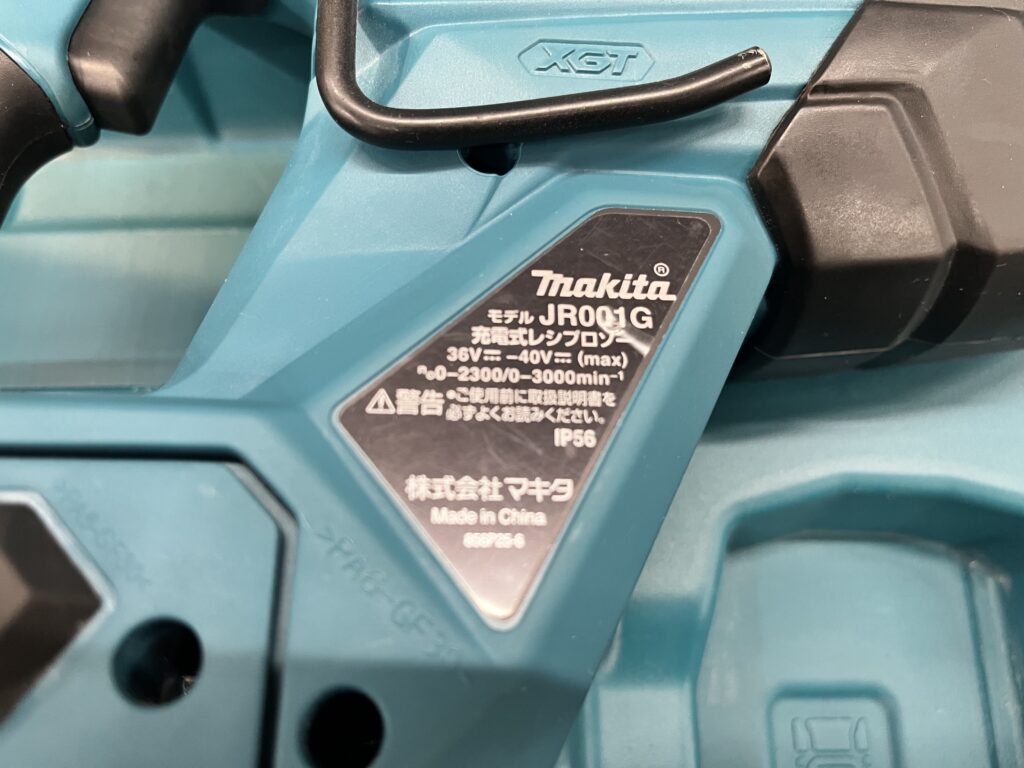 XGT
makita®
モデル JR001G
充電式レシプロソー
36V⎓-40V⎓(max)
n₀0-2300/0-3000min⁻¹
⚠警告 •ご使用前に取扱説明書を
必ずよくお読みください。
IP56
株式会社マキタ
Made in China
858P25-6